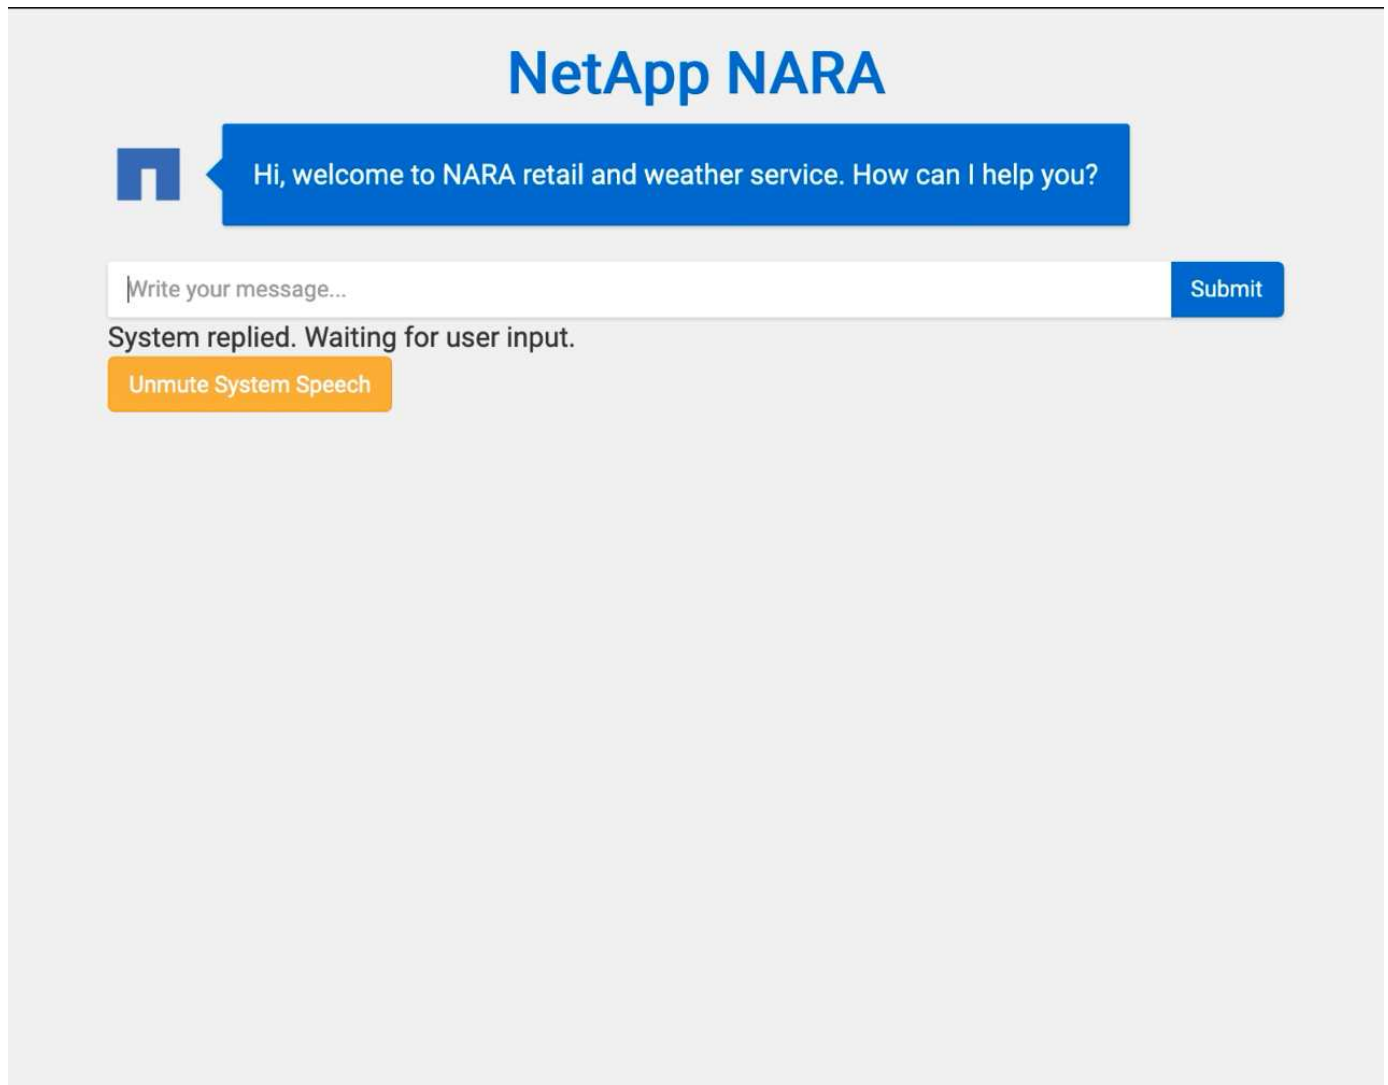 NetApp NARA
Hi, welcome to NARA retail and weather service. How can I help you?
Write your message...
Submit
System replied. Waiting for user input.
Unmute System Speech